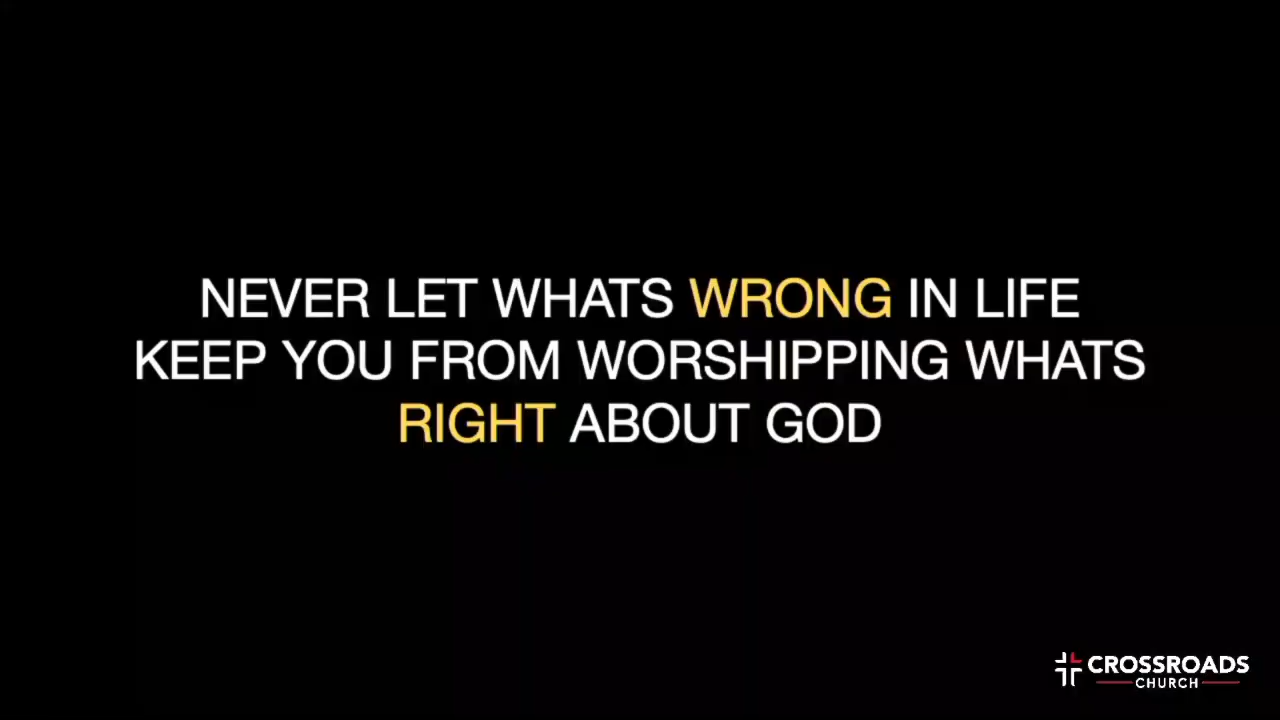 NEVER LET WHATS WRONG IN LIFE
KEEP YOU FROM WORSHIPPING WHATS
RIGHT ABOUT GOD
CROSSROADS
CHURCH